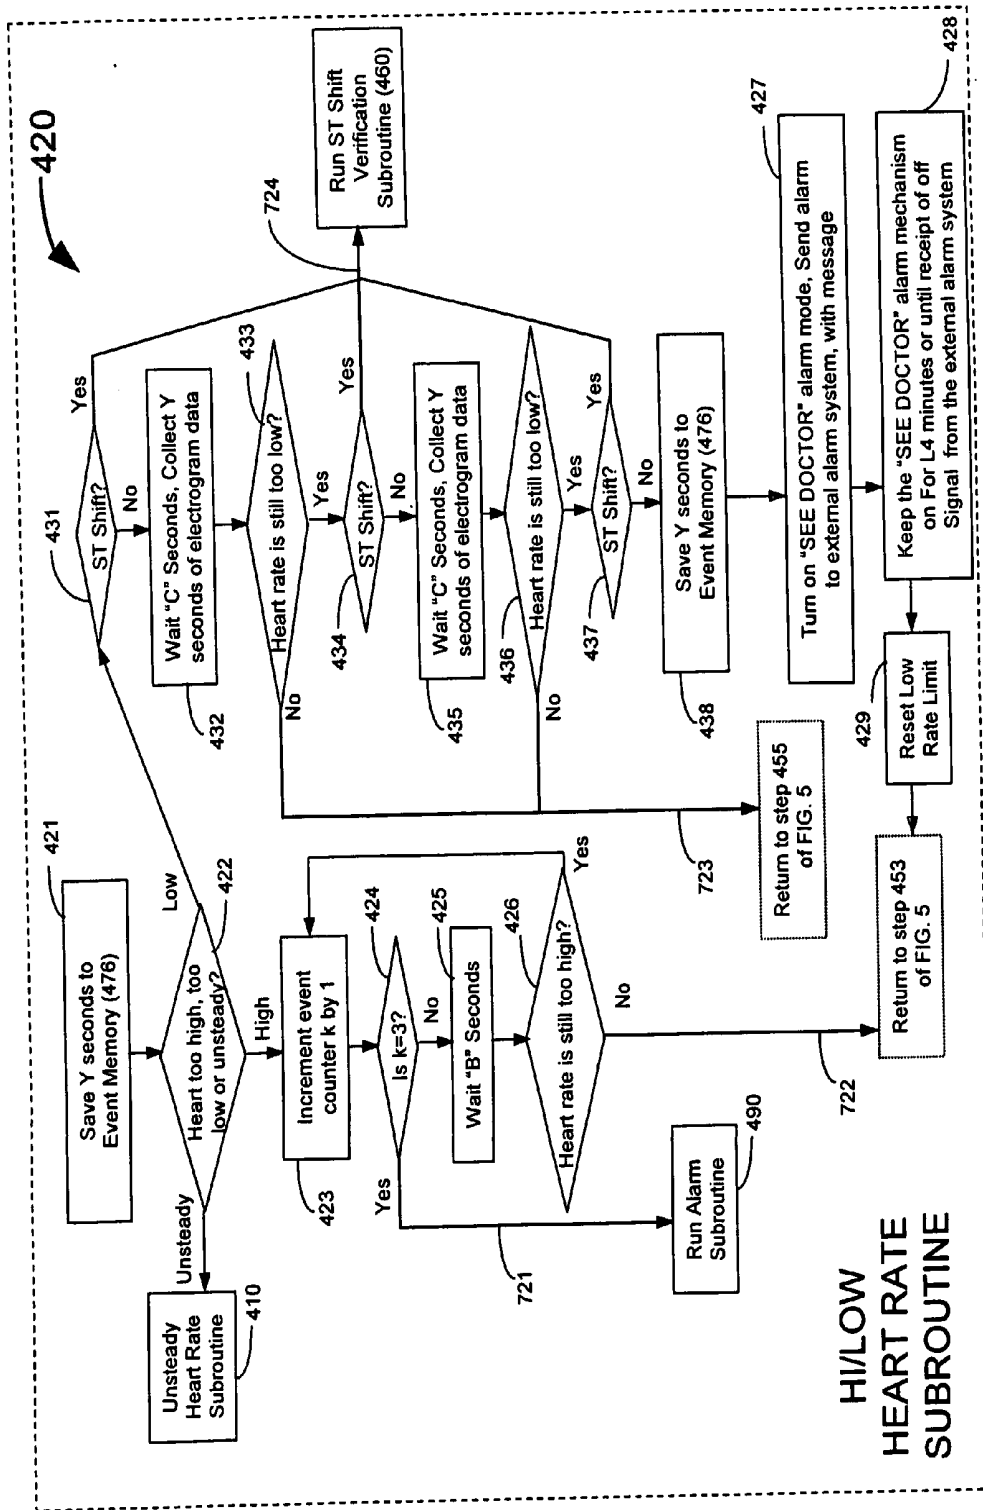 420
421
Save Y seconds to
Event Memory (476)
422
Heart too high, too
low or unsteady?
Unsteady
Low
High
Unsteady
Heart Rate
Subroutine
410
Increment event
counter k by 1
423
424
Is k=3?
Yes
No
425
Wait "B" Seconds
426
Heart rate is still too high?
Yes
No
721
Run Alarm
Subroutine
490
722
431
ST Shift?
Yes
No
Wait "C" Seconds, Collect Y
seconds of electrogram data
432
433
Heart rate is still too low?
No
Yes
434
ST Shift?
Yes
No
Wait "C" Seconds, Collect Y
seconds of electrogram data
435
436
Heart rate is still too low?
No
Yes
437
ST Shift?
Yes
No
724
Run ST Shift
Verification
Subroutine (460)
Save Y seconds to
Event Memory (476)
438
723
Return to step 455
of FIG. 5
427
Turn on "SEE DOCTOR" alarm mode, Send alarm
to external alarm system, with message
428
Keep the "SEE DOCTOR" alarm mechanism
on For L4 minutes or until receipt of off
Signal from the external alarm system
429
Reset Low
Rate Limit
Return to step 453
of FIG. 5
HI/LOW
HEART RATE
SUBROUTINE